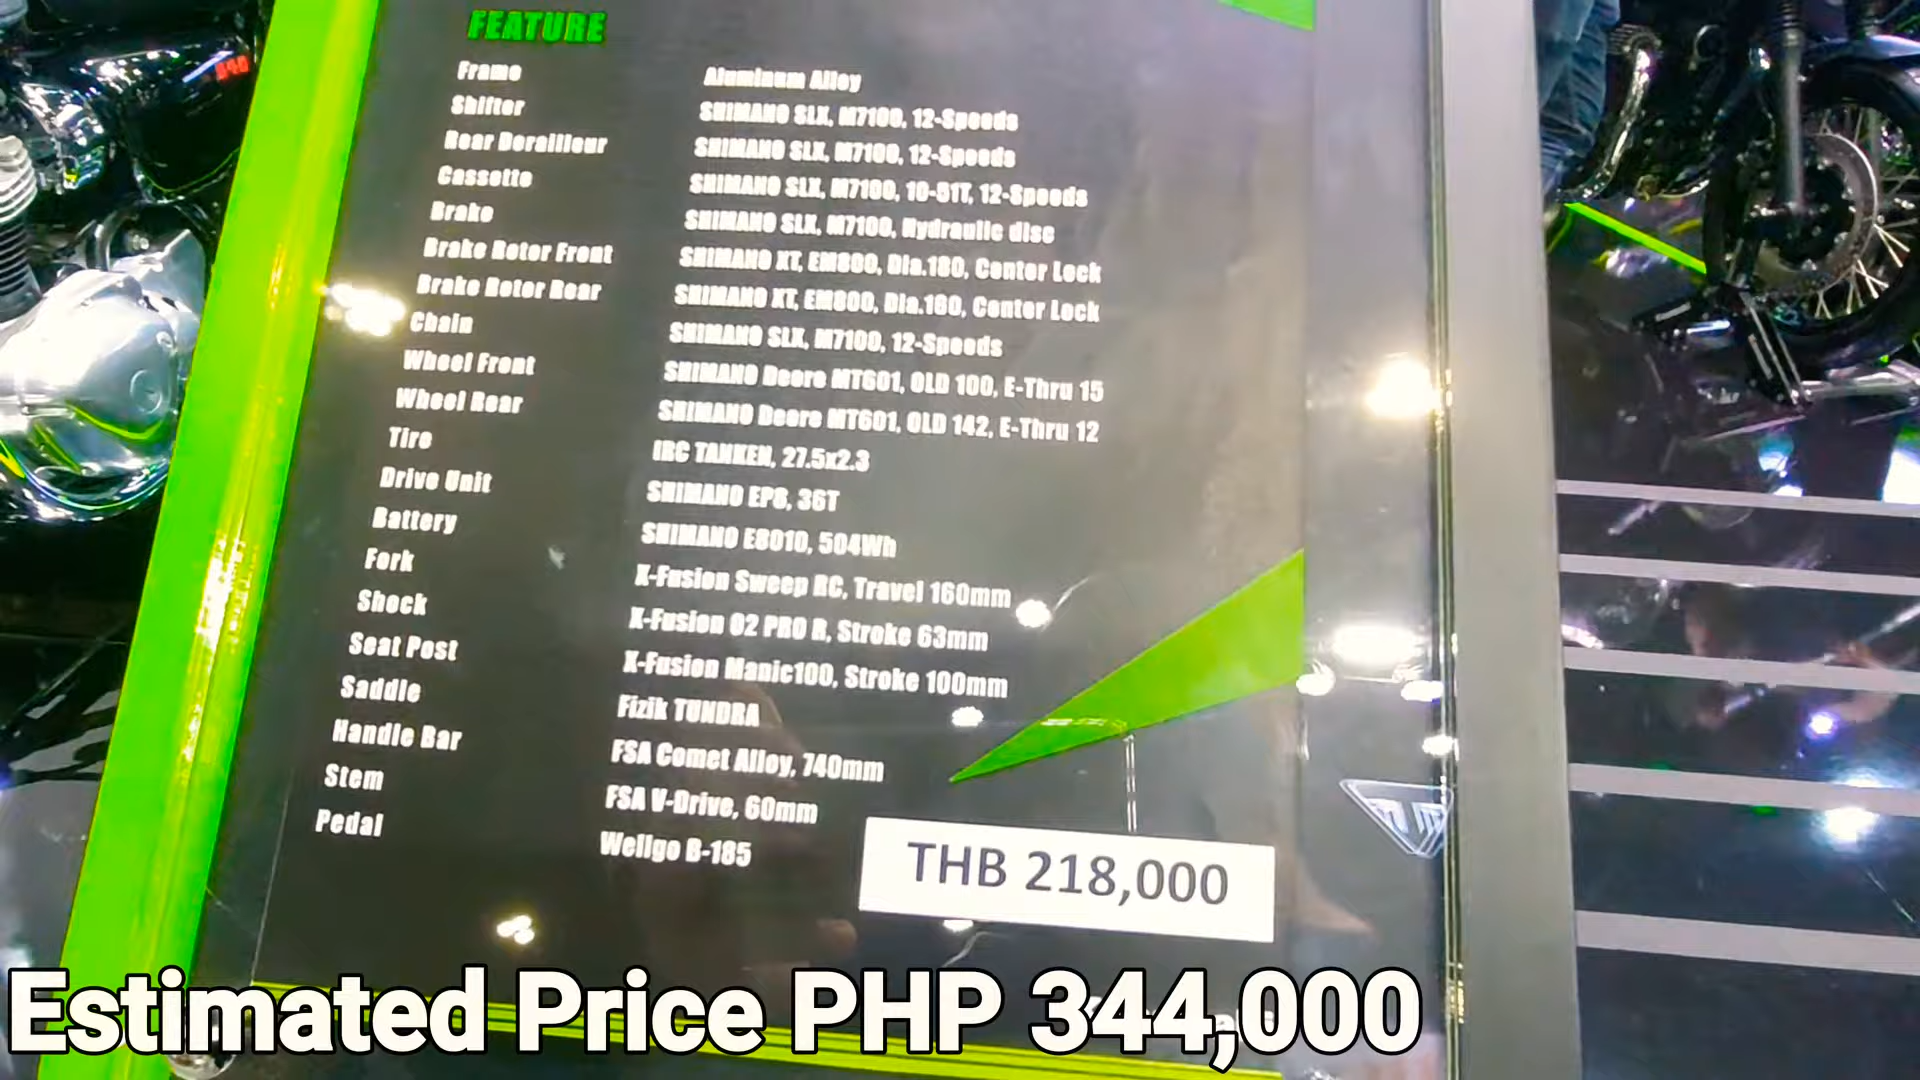 FEATURE
Frame Aluminum Alloy
Shifter SHIMANO SLX, M7100, 12-Speeds
Rear Derailleur SHIMANO SLX, M7100, 12-Speeds
Cassette SHIMANO SLX, M7100, 10-51T, 12-Speeds
Brake SHIMANO SLX, M7100, Hydraulic disc
Brake Rotor Front SHIMANO XT, EM800, Dia.180, Center Lock
Brake Rotor Rear SHIMANO XT, EM800, Dia.180, Center Lock
Chain SHIMANO SLX, M7100, 12-Speeds
Wheel Front SHIMANO Deore MT601, OLD 100, E-Thru 15
Wheel Rear SHIMANO Deore MT601, OLD 142, E-Thru 12
Tire IRC TANKEN, 27.5x2.3
Drive Unit SHIMANO EP8, 36T
Battery SHIMANO E8010, 504Wh
Fork X-Fusion Sweep RC, Travel 160mm
Shock X-Fusion O2 PRO R, Stroke 63mm
Seat Post X-Fusion Manic100, Stroke 100mm
Saddle Fizik TUNDRA
Handle Bar FSA Comet Alloy, 740mm
Stem FSA V-Drive, 60mm
Pedal Wellgo B-185
THB 218,000
Estimated Price PHP 344,000